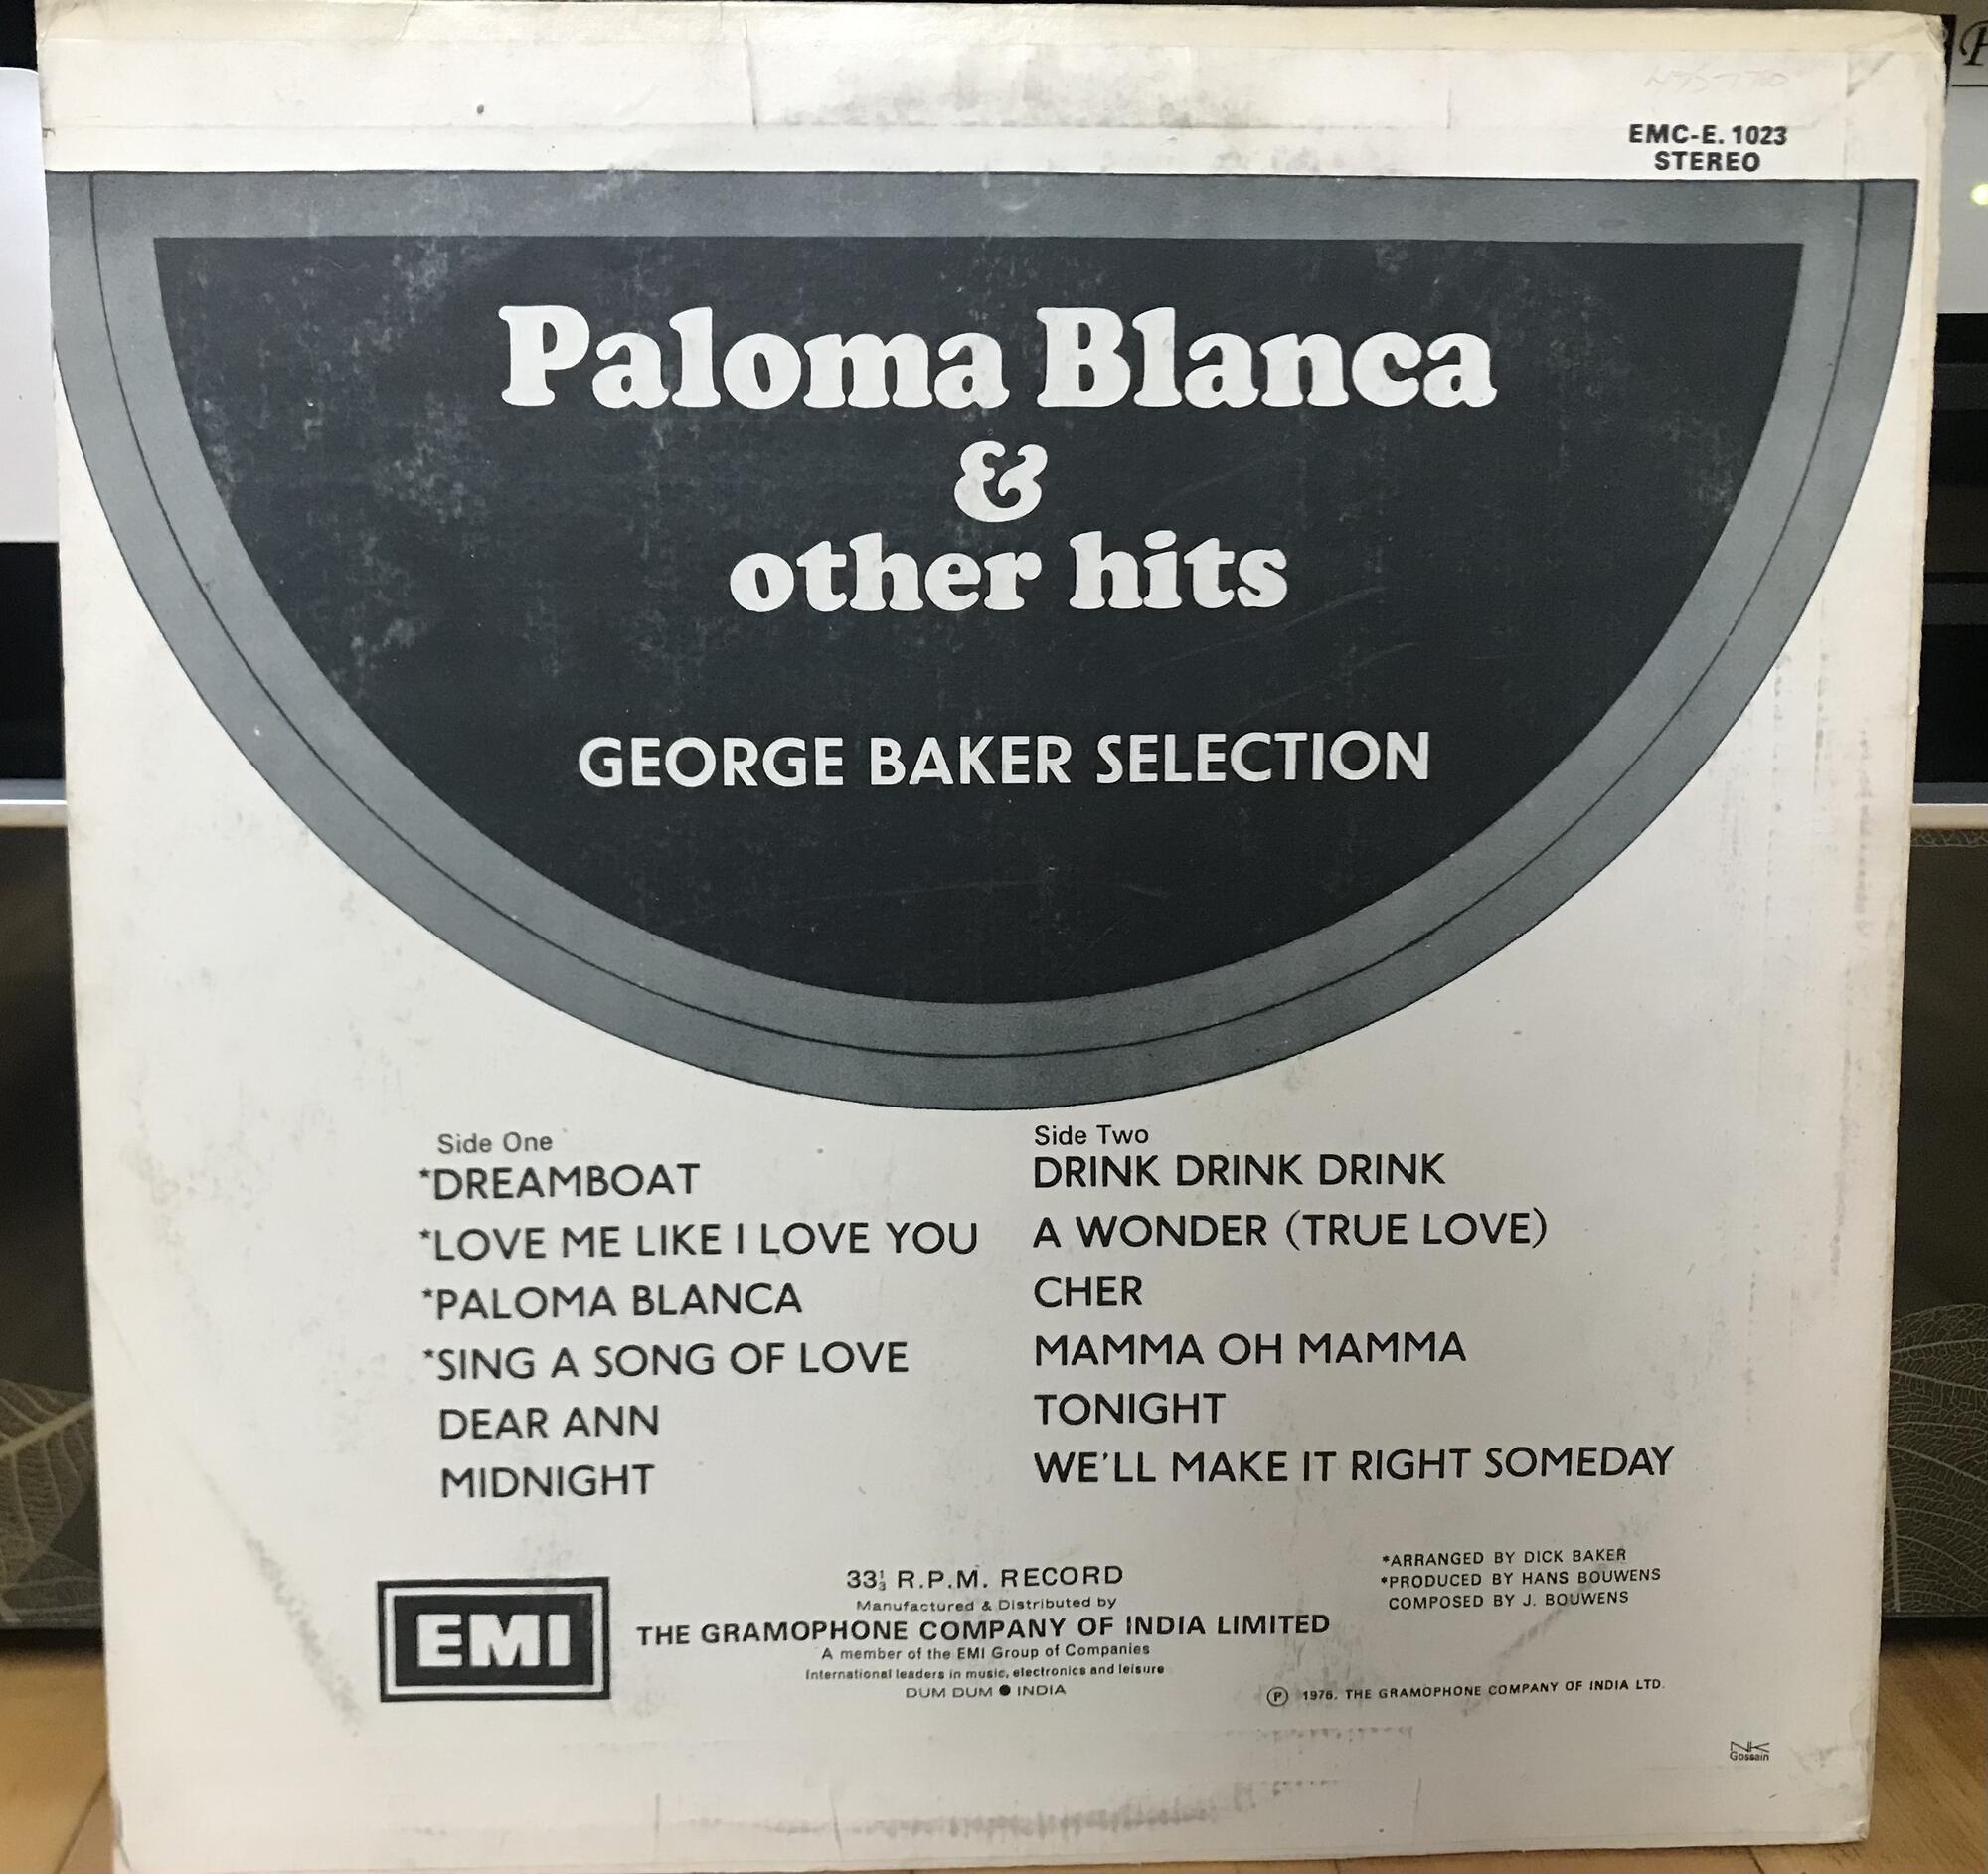 EMC-E. 1023
STEREO
Paloma Blanca
&
other hits
GEORGE BAKER SELECTION
Side One
*DREAMBOAT
*LOVE ME LIKE I LOVE YOU
*PALOMA BLANCA
*SING A SONG OF LOVE
DEAR ANN
MIDNIGHT
Side Two
DRINK DRINK DRINK
A WONDER (TRUE LOVE)
CHER
MAMMA OH MAMMA
TONIGHT
WE'LL MAKE IT RIGHT SOMEDAY
EMI
33⅓ R.P.M. RECORD
Manufactured & Distributed by
THE GRAMOPHONE COMPANY OF INDIA LIMITED
A member of the EMI Group of Companies
International leaders in music, electronics and leisure
DUM DUM ● INDIA
*ARRANGED BY DICK BAKER
*PRODUCED BY HANS BOUWENS
COMPOSED BY J. BOUWENS
Ⓟ 1976. THE GRAMOPHONE COMPANY OF INDIA LTD.
NK
Gossain